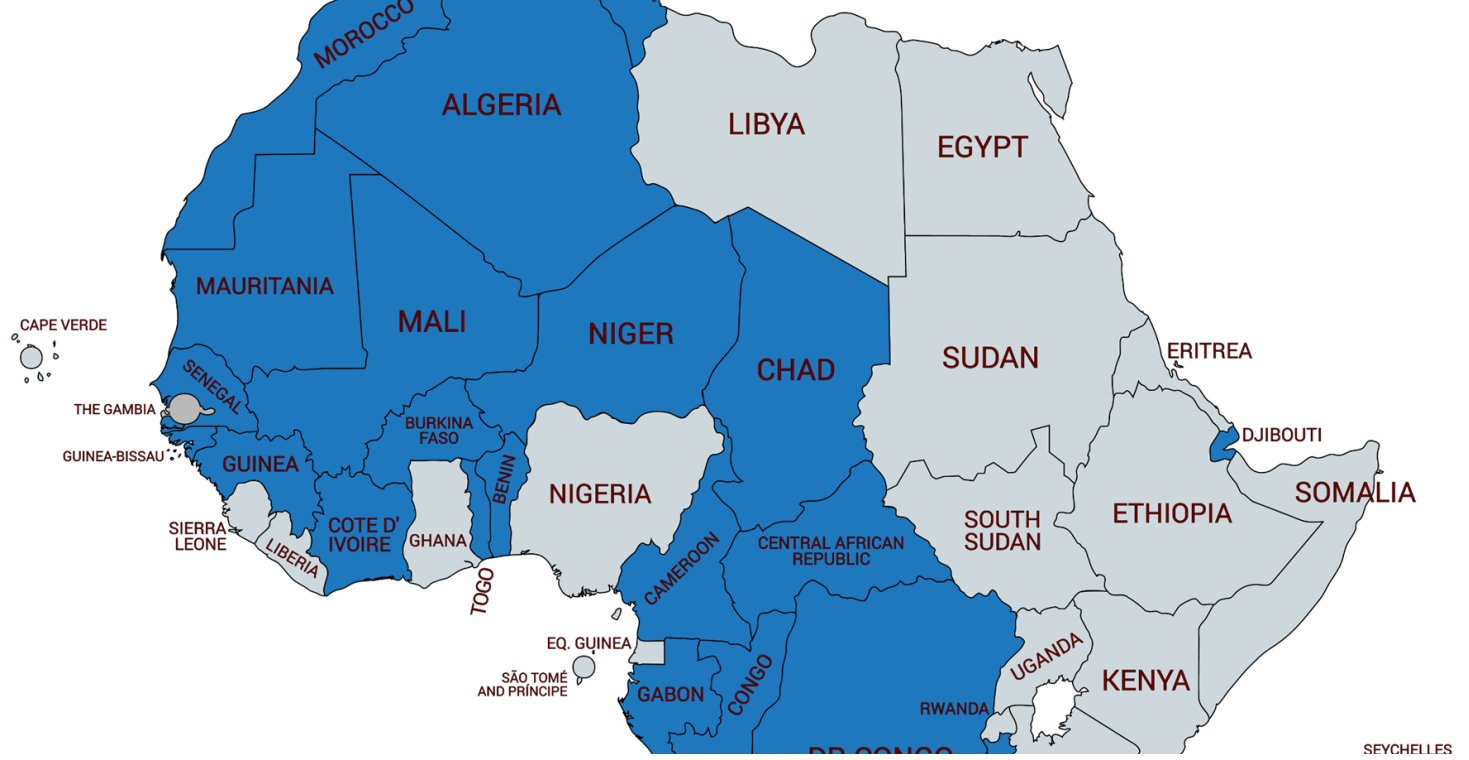 MOROCCO
ALGERIA
LIBYA
EGYPT
MAURITANIA
MALI
NIGER
CHAD
SUDAN
CAPE VERDE
ERITREA
SENEGAL
THE GAMBIA
BURKINA
FASO
DJIBOUTI
GUINEA-BISSAU
GUINEA
BENIN
NIGERIA
SOMALIA
ETHIOPIA
SIERRA
LEONE
LIBERIA
COTE D'
IVOIRE
GHANA
TOGO
CAMEROON
CENTRAL AFRICAN
REPUBLIC
SOUTH
SUDAN
EQ. GUINEA
SÃO TOMÉ
AND PRÍNCIPE
GABON
CONGO
UGANDA
KENYA
RWANDA
DR CONGO
SEYCHELLES